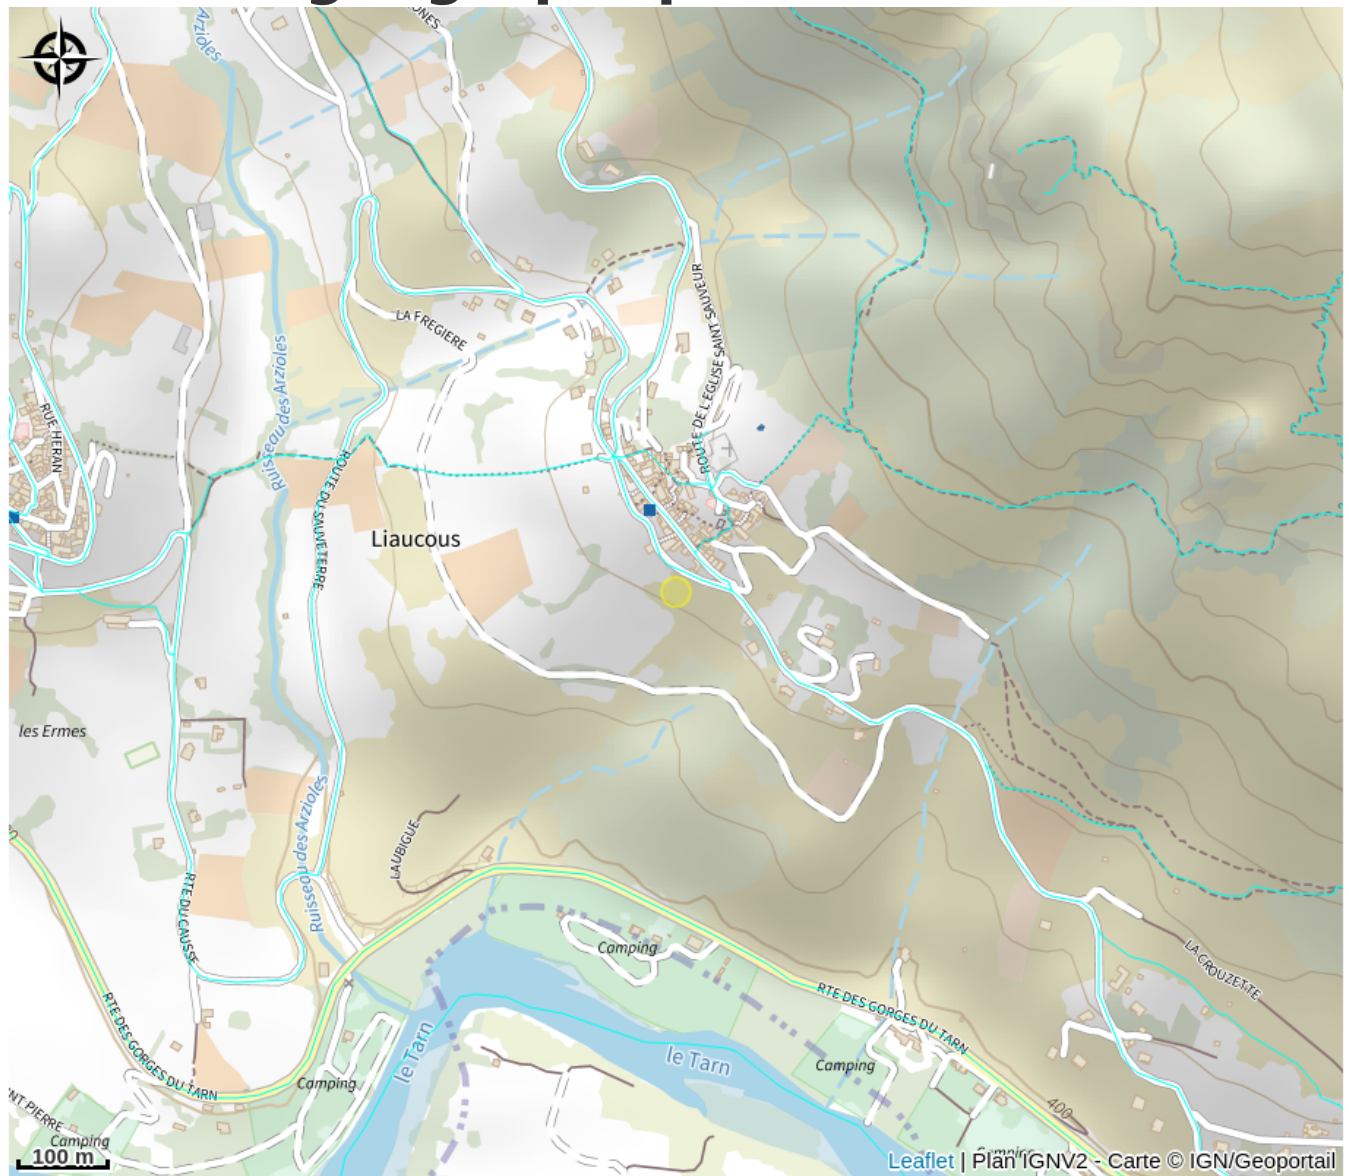 Arzioles
LA FREGIERE
ROUTE DE L'EGLISE SAINT SAUVEUR
Ruisseau des Arzioles
RUE HERAN
ROUTE DU SAUVETERRE
Liaucous
les Ermes
Ruisseau des Arzioles
LAUBIGUE
RTE DU CAUSSE
Camping
LA CROUZETTE
RTE DES GORGES DU TARN
RTE DES GORGES DU TARN
le Tarn
le Tarn
Camping
Camping
400
Camping
100 m
Camping
Leaflet | Plan IGNV2 - Carte © IGN/Geoportail